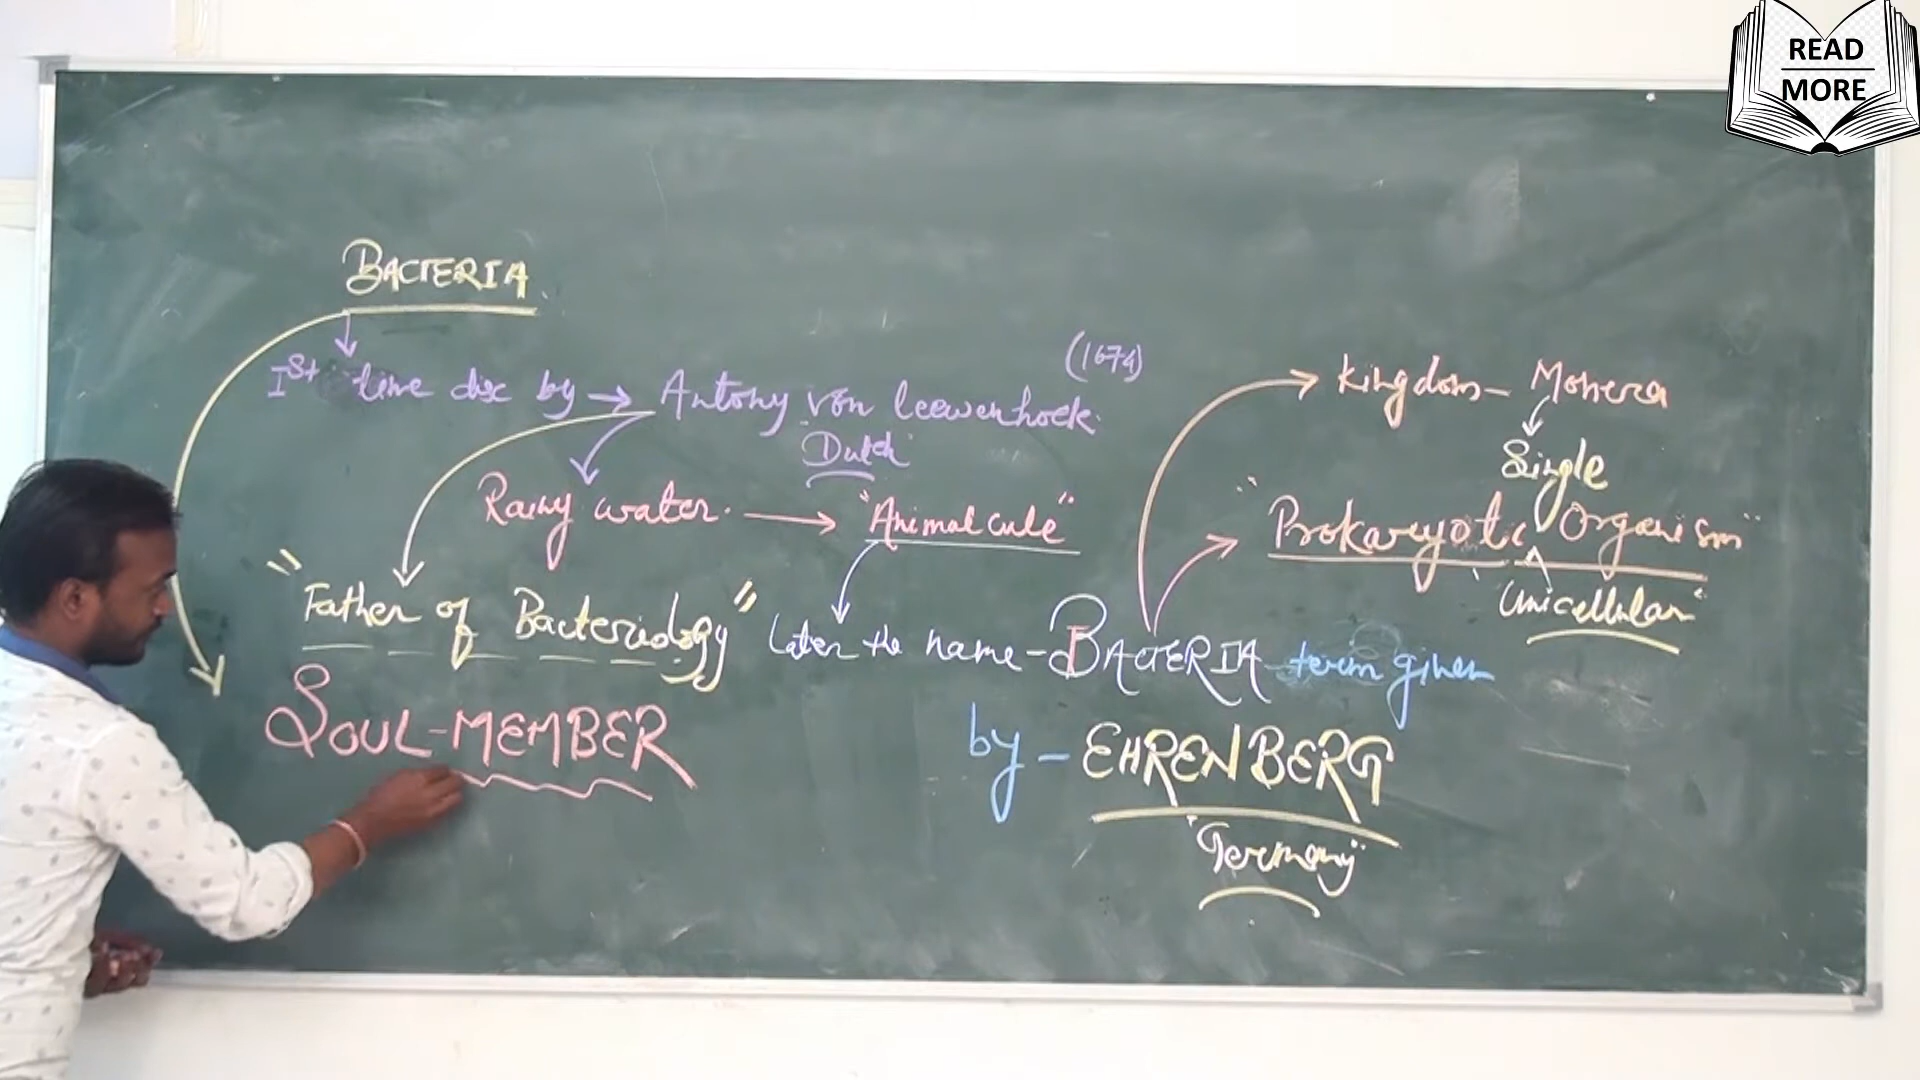 READ
MORE
BACTERIA
Ist time disc by → Antony von leewenhoek (1674)
Dutch
Rainy water. → "Animalcule"
"Father of Bacteriology"
Later the name - BACTERIA term given
by - EHRENBERG
"Germany"
SOUL-MEMBER
Kingdom - Monera
Single
"Prokaryotic Organism"
"Unicellular"